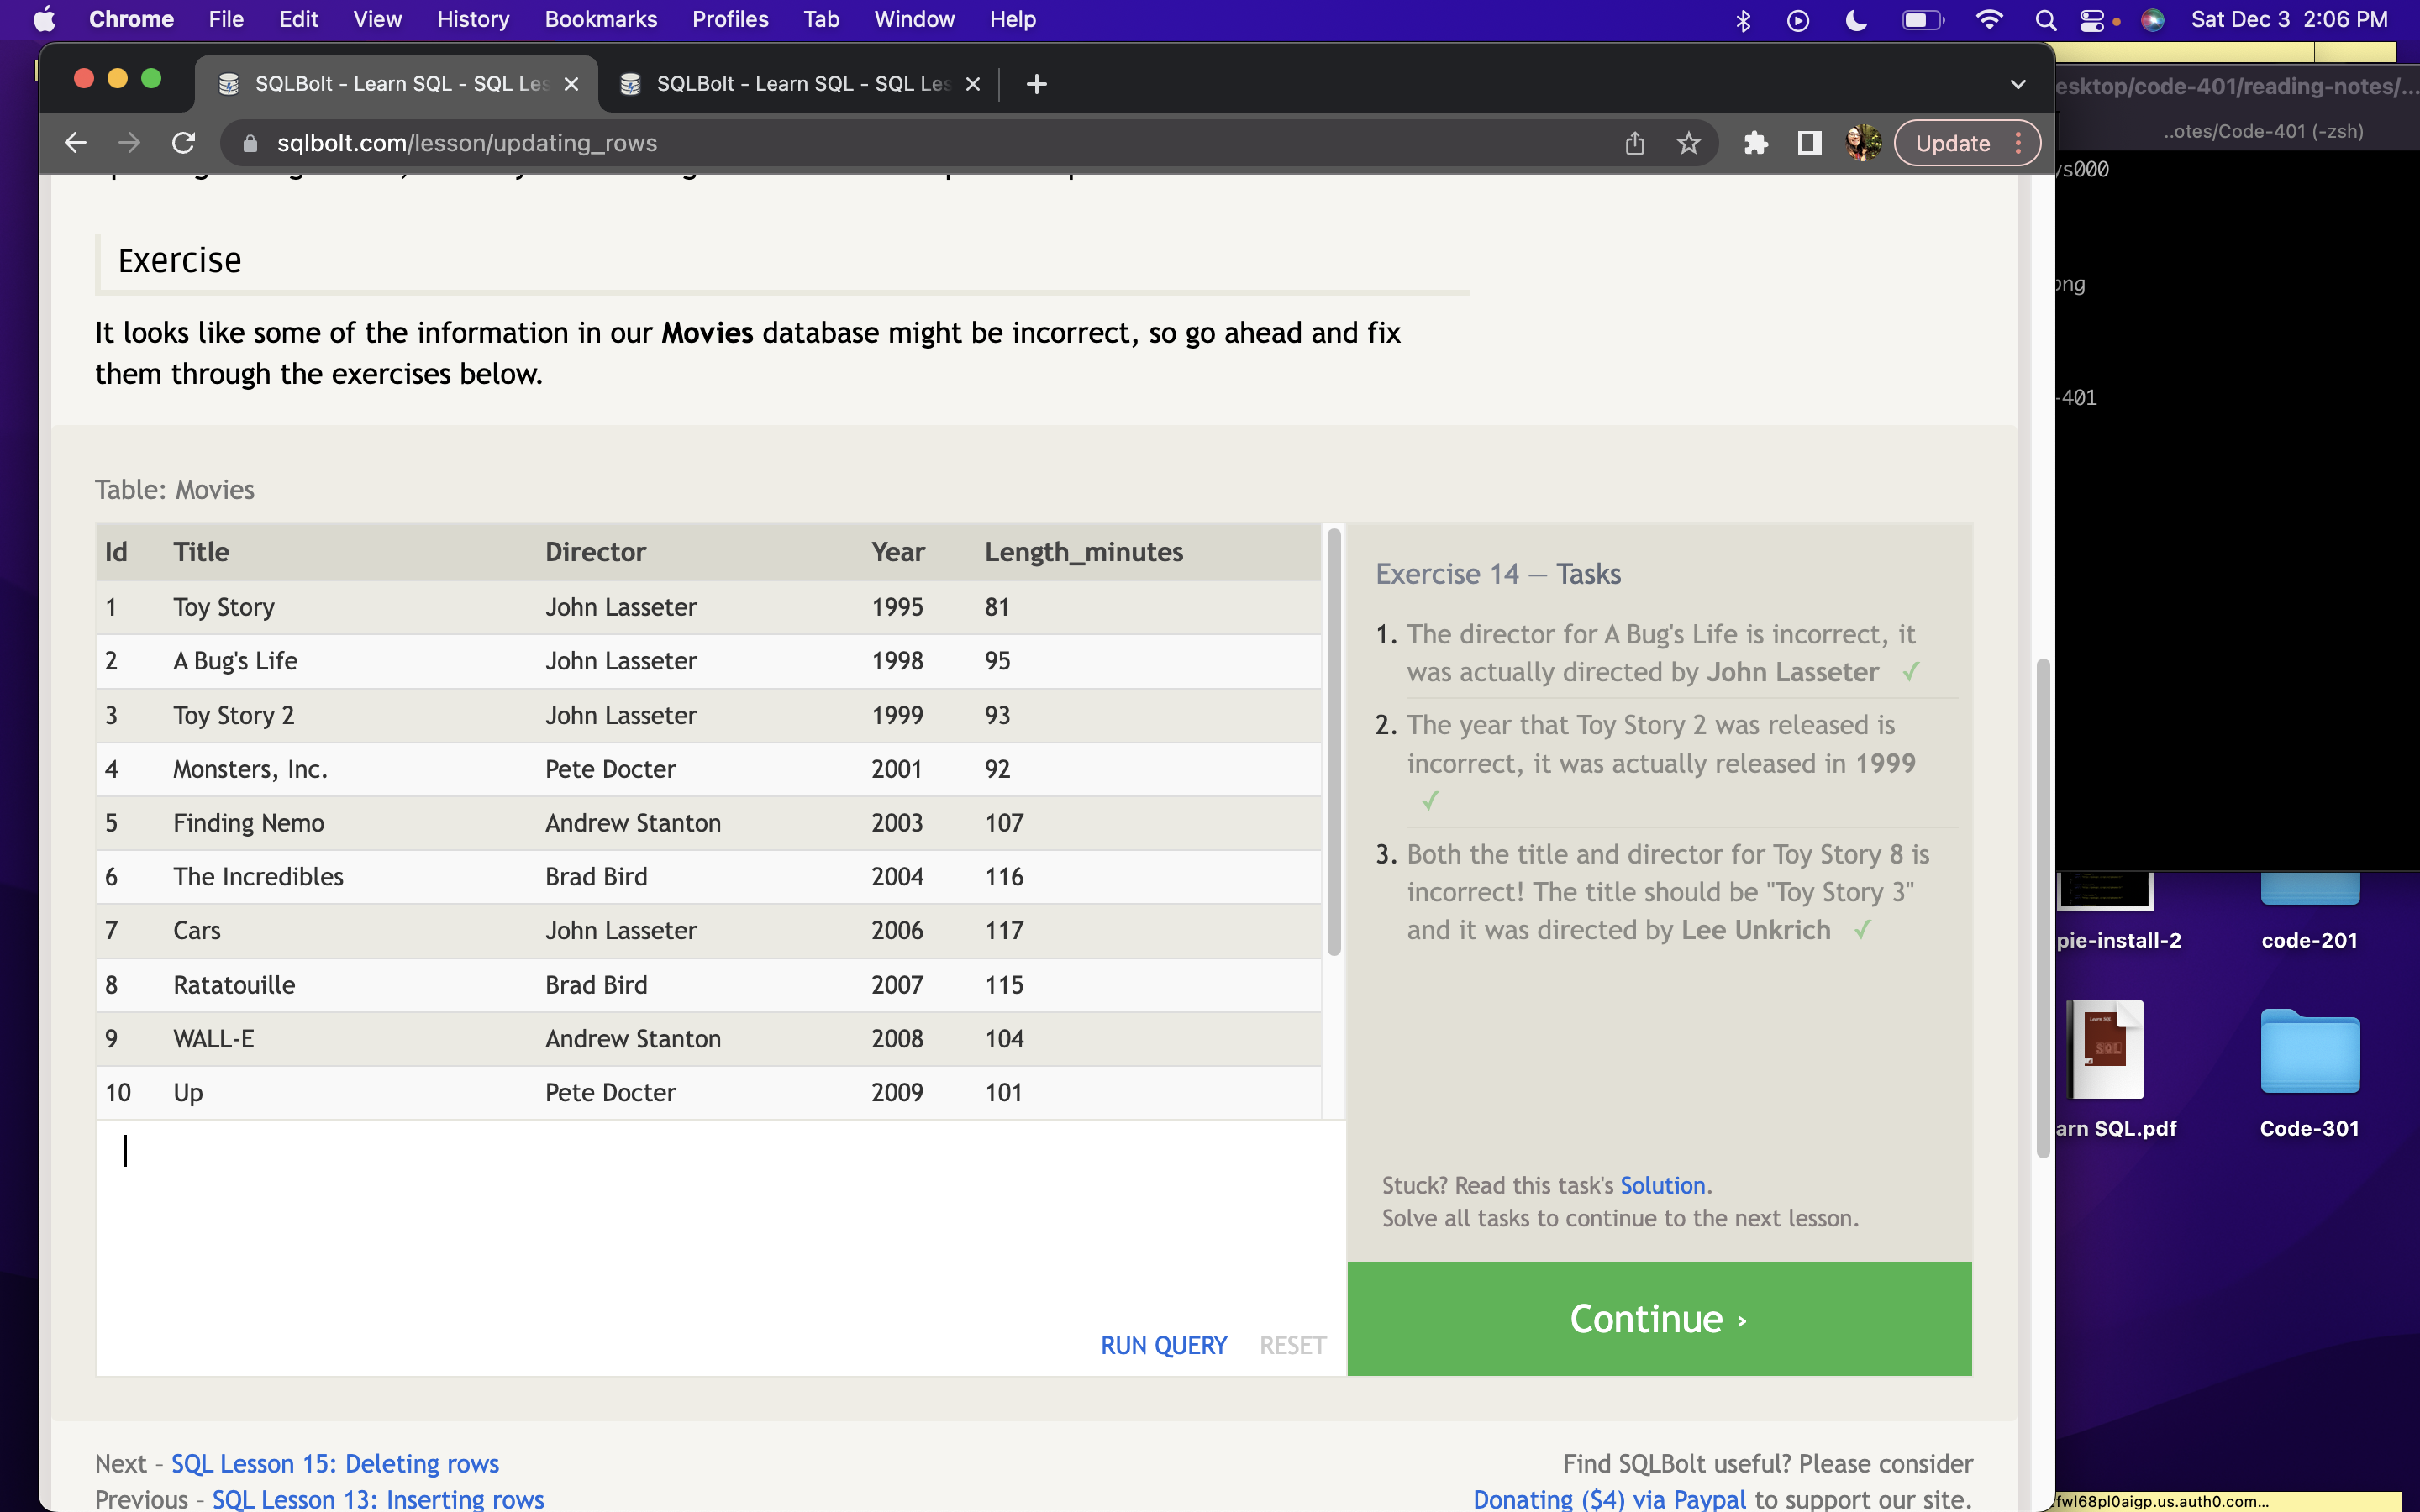 Chrome File Edit View History Bookmarks Profiles Tab Window Help Sat Dec 3 2:06 PM
SQLBolt - Learn SQL - SQL Les
SQLBolt - Learn SQL - SQL Les
sqlbolt.com/lesson/updating_rows
Update
esktop/code-401/reading-notes/...
..otes/Code-401 (-zsh)
/s000
ong
-401
Exercise
It looks like some of the information in our Movies database might be incorrect, so go ahead and fix
them through the exercises below.
Table: Movies
Id Title Director Year Length_minutes
1 Toy Story John Lasseter 1995 81
2 A Bug's Life John Lasseter 1998 95
3 Toy Story 2 John Lasseter 1999 93
4 Monsters, Inc. Pete Docter 2001 92
5 Finding Nemo Andrew Stanton 2003 107
6 The Incredibles Brad Bird 2004 116
7 Cars John Lasseter 2006 117
8 Ratatouille Brad Bird 2007 115
9 WALL-E Andrew Stanton 2008 104
10 Up Pete Docter 2009 101
RUN QUERY RESET
Exercise 14 — Tasks
1. The director for A Bug's Life is incorrect, it
was actually directed by John Lasseter ✓
2. The year that Toy Story 2 was released is
incorrect, it was actually released in 1999
✓
3. Both the title and director for Toy Story 8 is
incorrect! The title should be "Toy Story 3"
and it was directed by Lee Unkrich ✓
Stuck? Read this task's Solution.
Solve all tasks to continue to the next lesson.
Continue ›
Next – SQL Lesson 15: Deleting rows
Previous – SQL Lesson 13: Inserting rows
Find SQLBolt useful? Please consider
Donating ($4) via Paypal to support our site.
pie-install-2
code-201
Learn SQL
SQL
arn SQL.pdf
Code-301
fwl68pl0aigp.us.auth0.com...